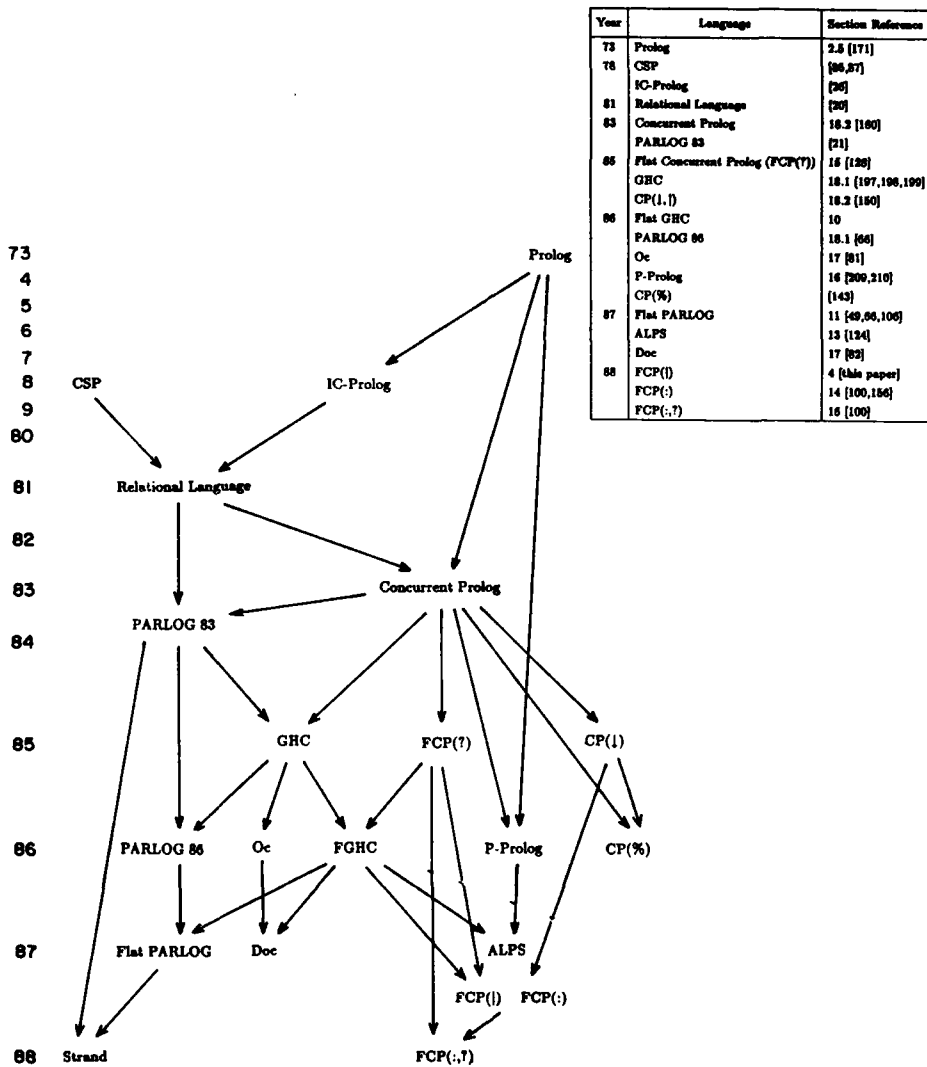 Year Language Section Reference
73 Prolog 2.5 [171]
78 CSP [86,87]
IC-Prolog [26]
81 Relational Language [20]
83 Concurrent Prolog 18.2 [160]
PARLOG 83 [21]
85 Flat Concurrent Prolog (FCP(?)) 15 [126]
GHC 18.1 [197,198,199]
CP(↓,|) 18.2 [150]
86 Flat GHC 10
PARLOG 86 18.1 [66]
Oc 17 [81]
P-Prolog 16 [209,210]
CP(%) [143]
87 Flat PARLOG 11 [49,66,106]
ALPS 13 [124]
Doc 17 [82]
88 FCP(|) 4 [this paper]
FCP(:) 14 [100,156]
FCP(:,?) 15 [100]
73 Prolog
4
5
6
7
8 CSP IC-Prolog
9
80
81 Relational Language
82
83 Concurrent Prolog
PARLOG 83
84
85 GHC FCP(?) CP(↓)
86 PARLOG 86 Oc FGHC P-Prolog CP(%)
87 Flat PARLOG Doc ALPS
FCP(|) FCP(:)
88 Strand FCP(:,?)